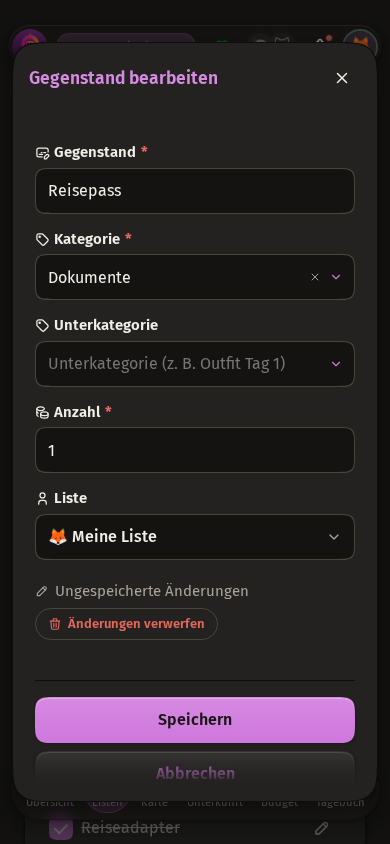 Gegenstand bearbeiten
Gegenstand *
Reisepass
Kategorie *
Dokumente
Unterkategorie
Unterkategorie (z. B. Outfit Tag 1)
Anzahl *
1
Liste
🦊 Meine Liste
Ungespeicherte Änderungen
Änderungen verwerfen
Speichern
Abbrechen
Übersicht Listen Karte Unterkunft Budget Tagebuch
Reiseadapter